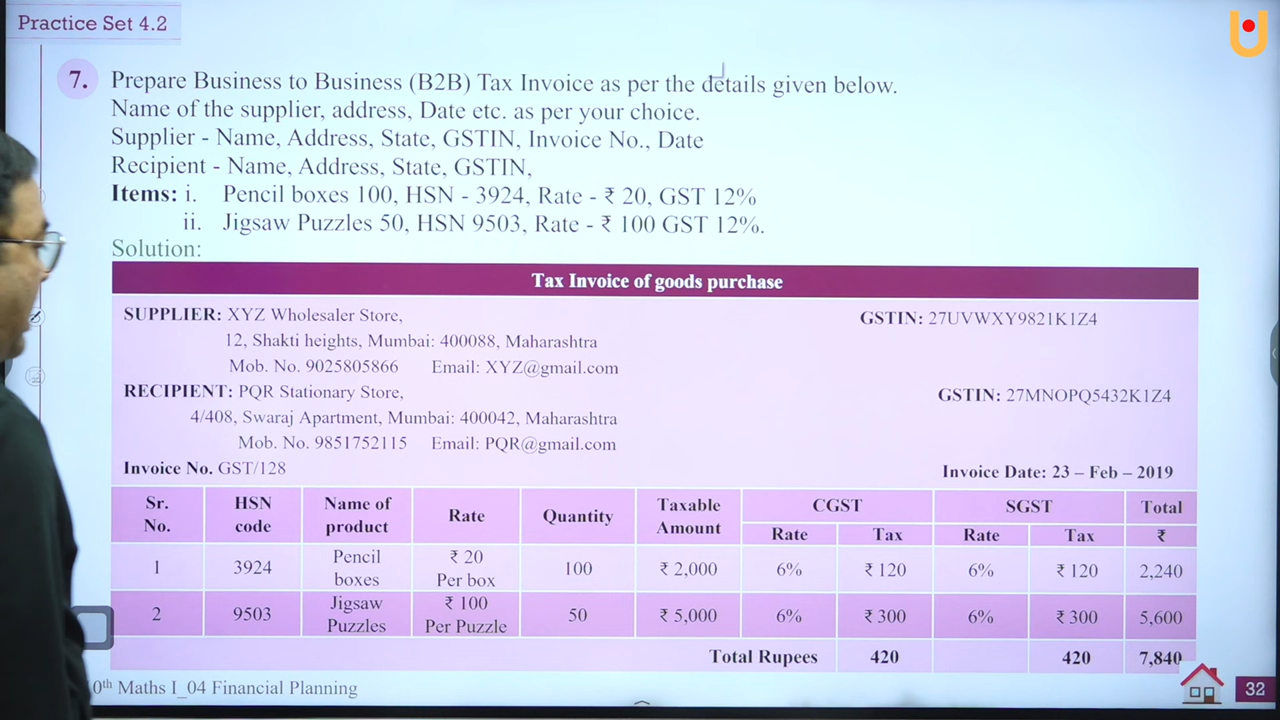 Practice Set 4.2
7. Prepare Business to Business (B2B) Tax Invoice as per the details given below.
Name of the supplier, address, Date etc. as per your choice.
Supplier - Name, Address, State, GSTIN, Invoice No., Date
Recipient - Name, Address, State, GSTIN,
Items: i. Pencil boxes 100, HSN - 3924, Rate - ₹ 20, GST 12%
ii. Jigsaw Puzzles 50, HSN 9503, Rate - ₹ 100 GST 12%.
Solution:
Tax Invoice of goods purchase
SUPPLIER: XYZ Wholesaler Store, GSTIN: 27UVWXY9821K1Z4
12, Shakti heights, Mumbai: 400088, Maharashtra
Mob. No. 9025805866 Email: XYZ@gmail.com
RECIPIENT: PQR Stationary Store, GSTIN: 27MNOPQ5432K1Z4
4/408, Swaraj Apartment, Mumbai: 400042, Maharashtra
Mob. No. 9851752115 Email: PQR@gmail.com
Invoice No. GST/128 Invoice Date: 23 – Feb – 2019
Sr. No. HSN code Name of product Rate Quantity Taxable Amount CGST SGST Total
Rate Tax Rate Tax ₹
1 3924 Pencil boxes ₹ 20 Per box 100 ₹ 2,000 6% ₹ 120 6% ₹ 120 2,240
2 9503 Jigsaw Puzzles ₹ 100 Per Puzzle 50 ₹ 5,000 6% ₹ 300 6% ₹ 300 5,600
Total Rupees 420 420 7,840
0th Maths I_04 Financial Planning 32